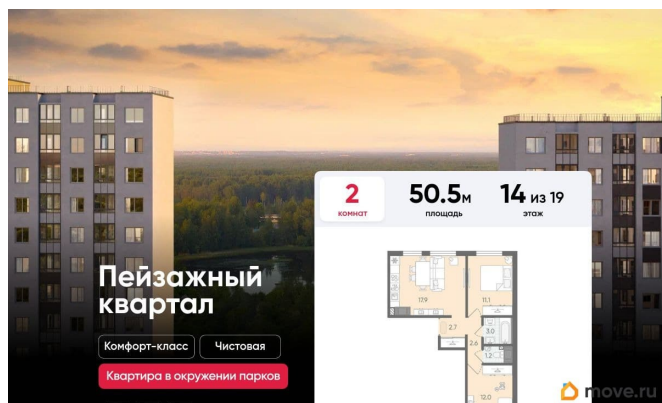 2
комнат
50.5м
площадь
14 из 19
этаж
Пейзажный
квартал
Комфорт-класс
Чистовая
Квартира в окружении парков
17.9
11.1
2.7
3.0
2.6
1.2
12.0
move.ru